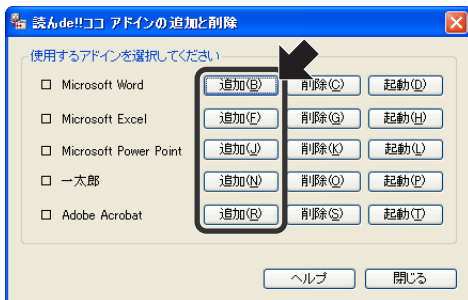 読んde!!ココ アドインの追加と削除
使用するアドインを選択してください
Microsoft Word 追加(B) 削除(C) 起動(D)
Microsoft Excel 追加(F) 削除(G) 起動(H)
Microsoft Power Point 追加(J) 削除(K) 起動(L)
一太郎 追加(N) 削除(O) 起動(P)
Adobe Acrobat 追加(R) 削除(S) 起動(T)
ヘルプ 閉じる